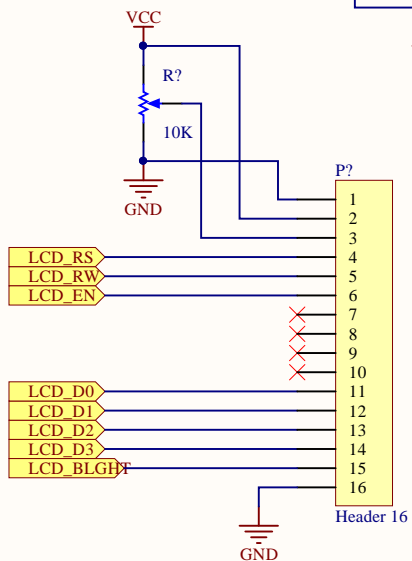 VCC
R?
10K
GND
P?
1
2
3
LCD_RS 4
LCD_RW 5
LCD_EN 6
7
8
9
10
LCD_D0 11
LCD_D1 12
LCD_D2 13
LCD_D3 14
LCD_BLGHT 15
16
Header 16
GND